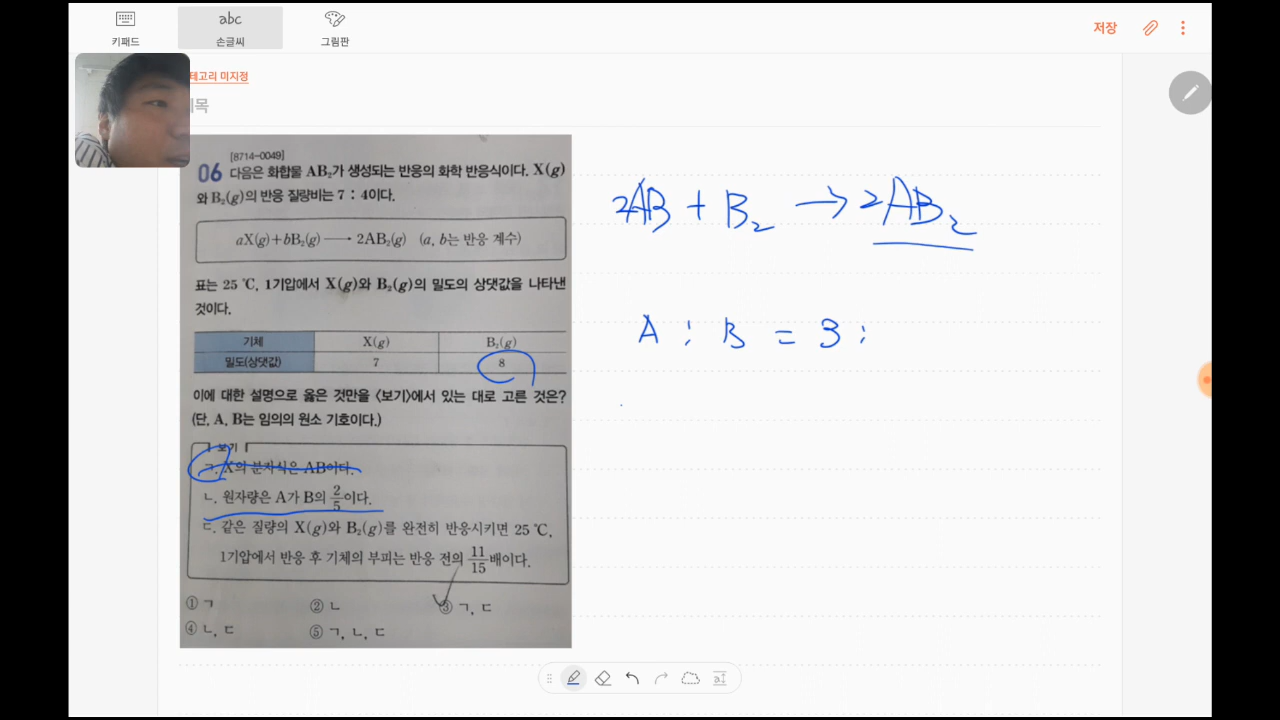 키패드
abc
손글씨
그림판
저장
테고리 미지정
목
[8714-0049]
06 다음은 화합물 AB₂가 생성되는 반응의 화학 반응식이다. X(g)
와 B₂(g)의 반응 질량비는 7 : 4이다.
aX(g)+bB₂(g) ─→ 2AB₂(g) (a, b는 반응 계수)
표는 25 ℃, 1기압에서 X(g)와 B₂(g)의 밀도의 상댓값을 나타낸
것이다.
기체 X(g) B₂(g)
밀도(상댓값) 7 8
이에 대한 설명으로 옳은 것만을 〈보기〉에서 있는 대로 고른 것은?
(단, A, B는 임의의 원소 기호이다.)
보기
ㄱ. X의 분자식은 AB이다.
ㄴ. 원자량은 A가 B의 2/5이다.
ㄷ. 같은 질량의 X(g)와 B₂(g)를 완전히 반응시키면 25 ℃,
1기압에서 반응 후 기체의 부피는 반응 전의 11/15배이다.
① ㄱ ② ㄴ ③ ㄱ, ㄷ
④ ㄴ, ㄷ ⑤ ㄱ, ㄴ, ㄷ
2AB + B₂ → 2AB₂
A : B = 3 :